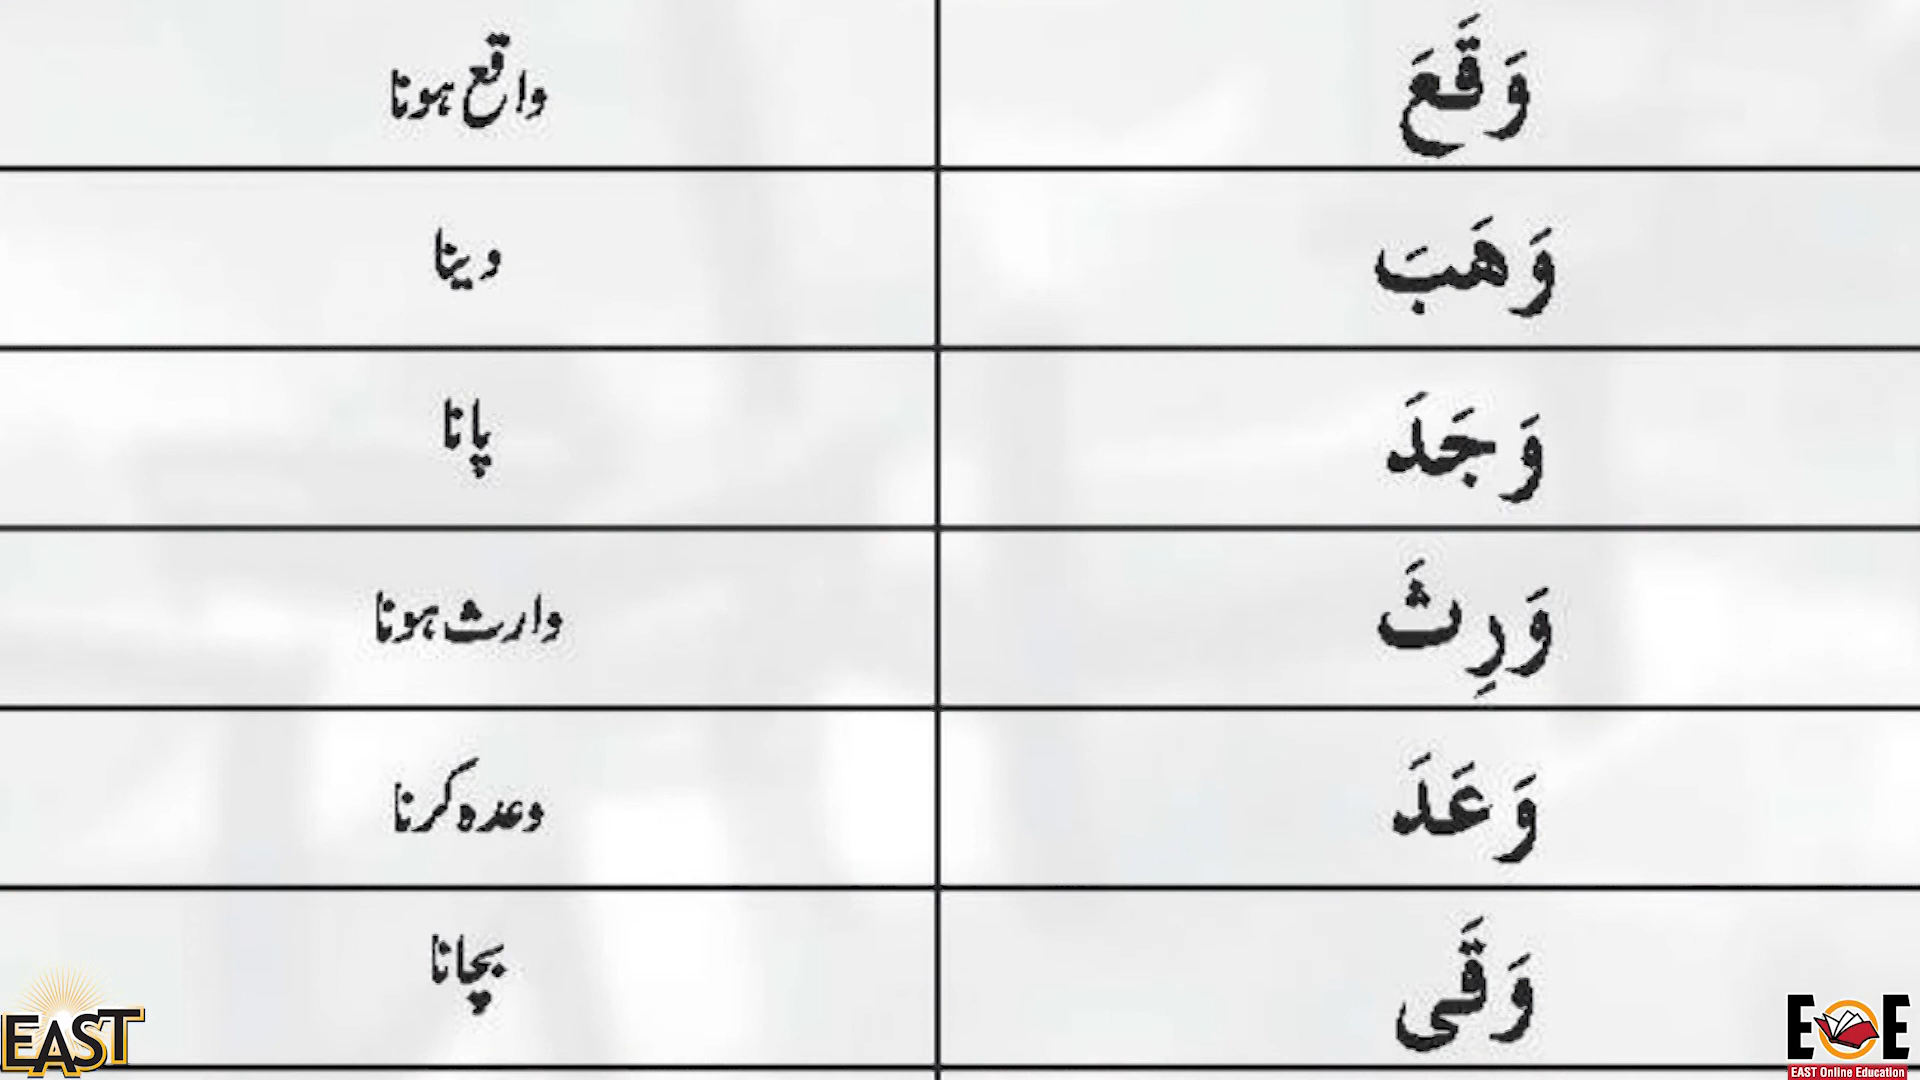 وَقَعَ واقع ہونا
وَهَبَ دینا
وَجَدَ پانا
وَرِثَ وارث ہونا
وَعَدَ وعدہ کرنا
وَقَى بچانا
EAST
EOE
EAST Online Education